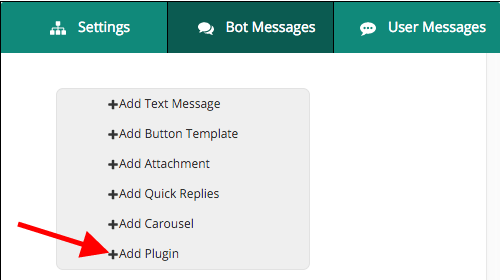 Settings
Bot Messages
User Messages
+Add Text Message
+Add Button Template
+Add Attachment
+Add Quick Replies
+Add Carousel
+Add Plugin